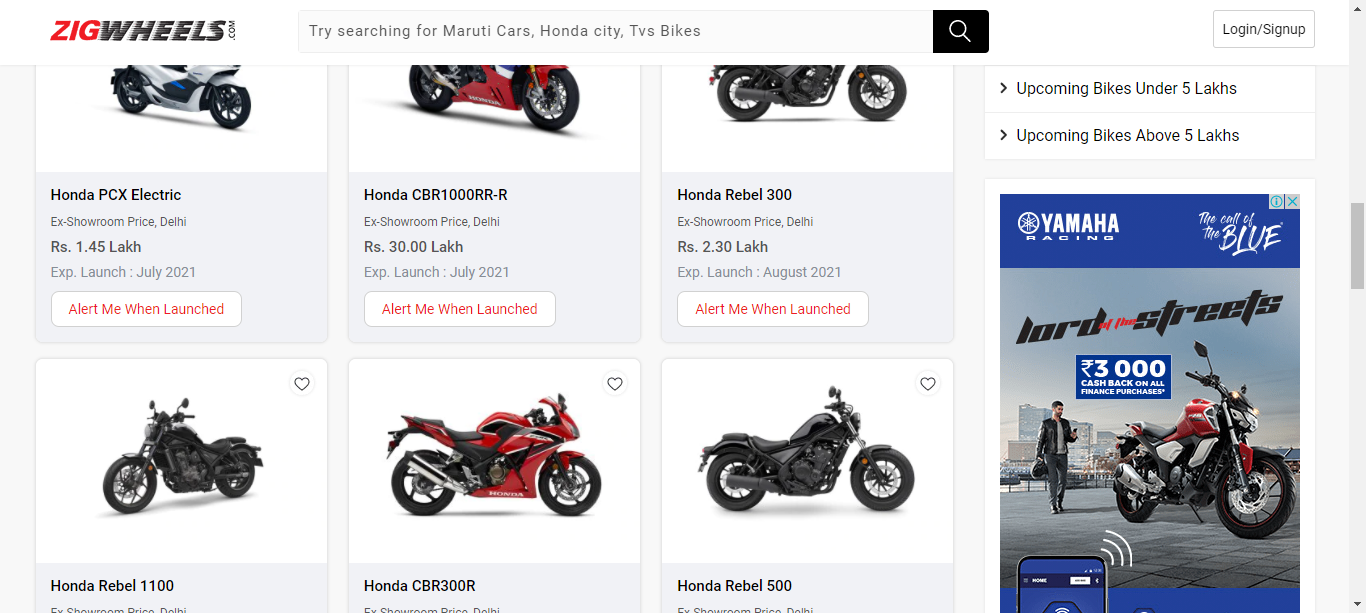 ZIGWHEELS.COM
Try searching for Maruti Cars, Honda city, Tvs Bikes
Login/Signup
HONDA
Honda PCX Electric
Ex-Showroom Price, Delhi
Rs. 1.45 Lakh
Exp. Launch : July 2021
Alert Me When Launched
Honda CBR1000RR-R
Ex-Showroom Price, Delhi
Rs. 30.00 Lakh
Exp. Launch : July 2021
Alert Me When Launched
Honda Rebel 300
Ex-Showroom Price, Delhi
Rs. 2.30 Lakh
Exp. Launch : August 2021
Alert Me When Launched
HONDA
Honda Rebel 1100
Ex-Showroom Price, Delhi
Honda CBR300R
Ex-Showroom Price, Delhi
Honda Rebel 500
Ex-Showroom Price, Delhi
Upcoming Bikes Under 5 Lakhs
Upcoming Bikes Above 5 Lakhs
YAMAHA
RACING
The call of
the BLUE
lord of the streets
₹3 000
CASH BACK ON ALL
FINANCE PURCHASES*
HOME